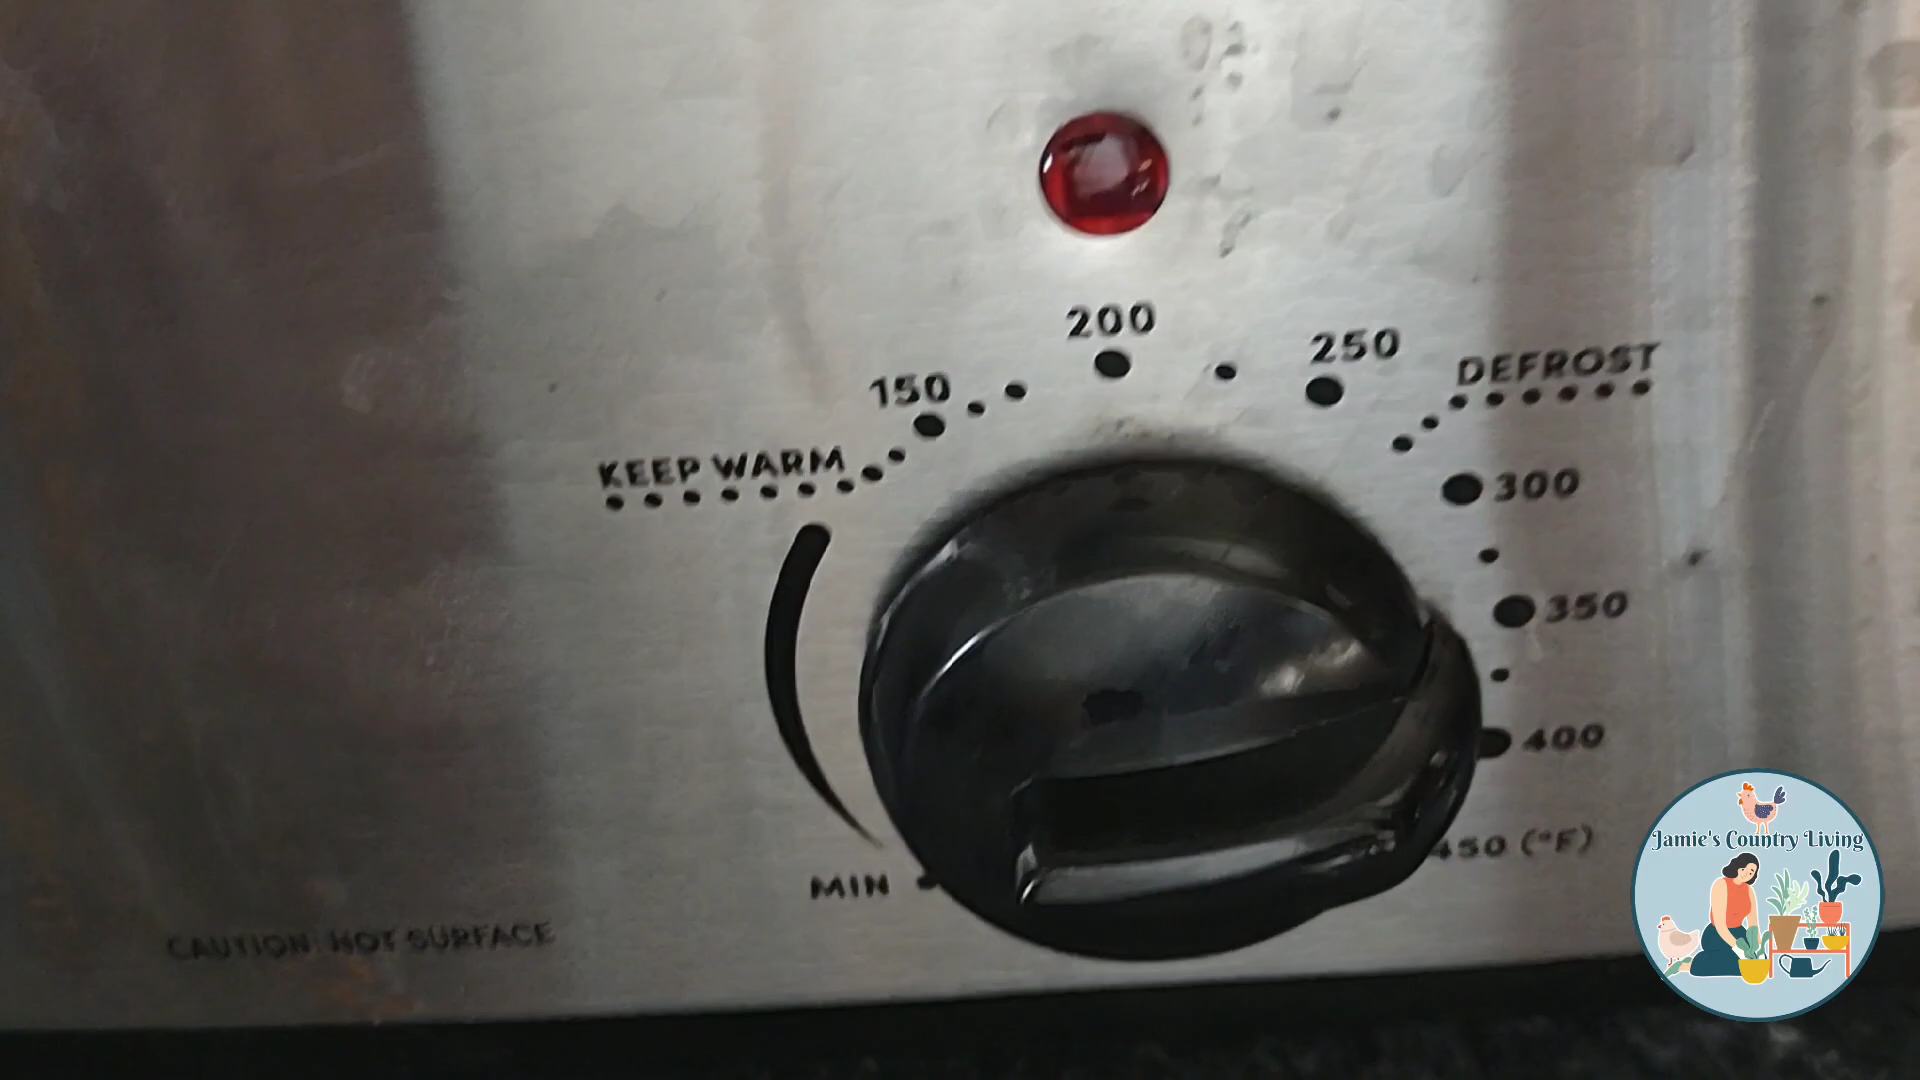 200
250
DEFROST
150
KEEP WARM
300
350
400
450 (°F)
MIN
CAUTION: HOT SURFACE
Jamie's Country Living